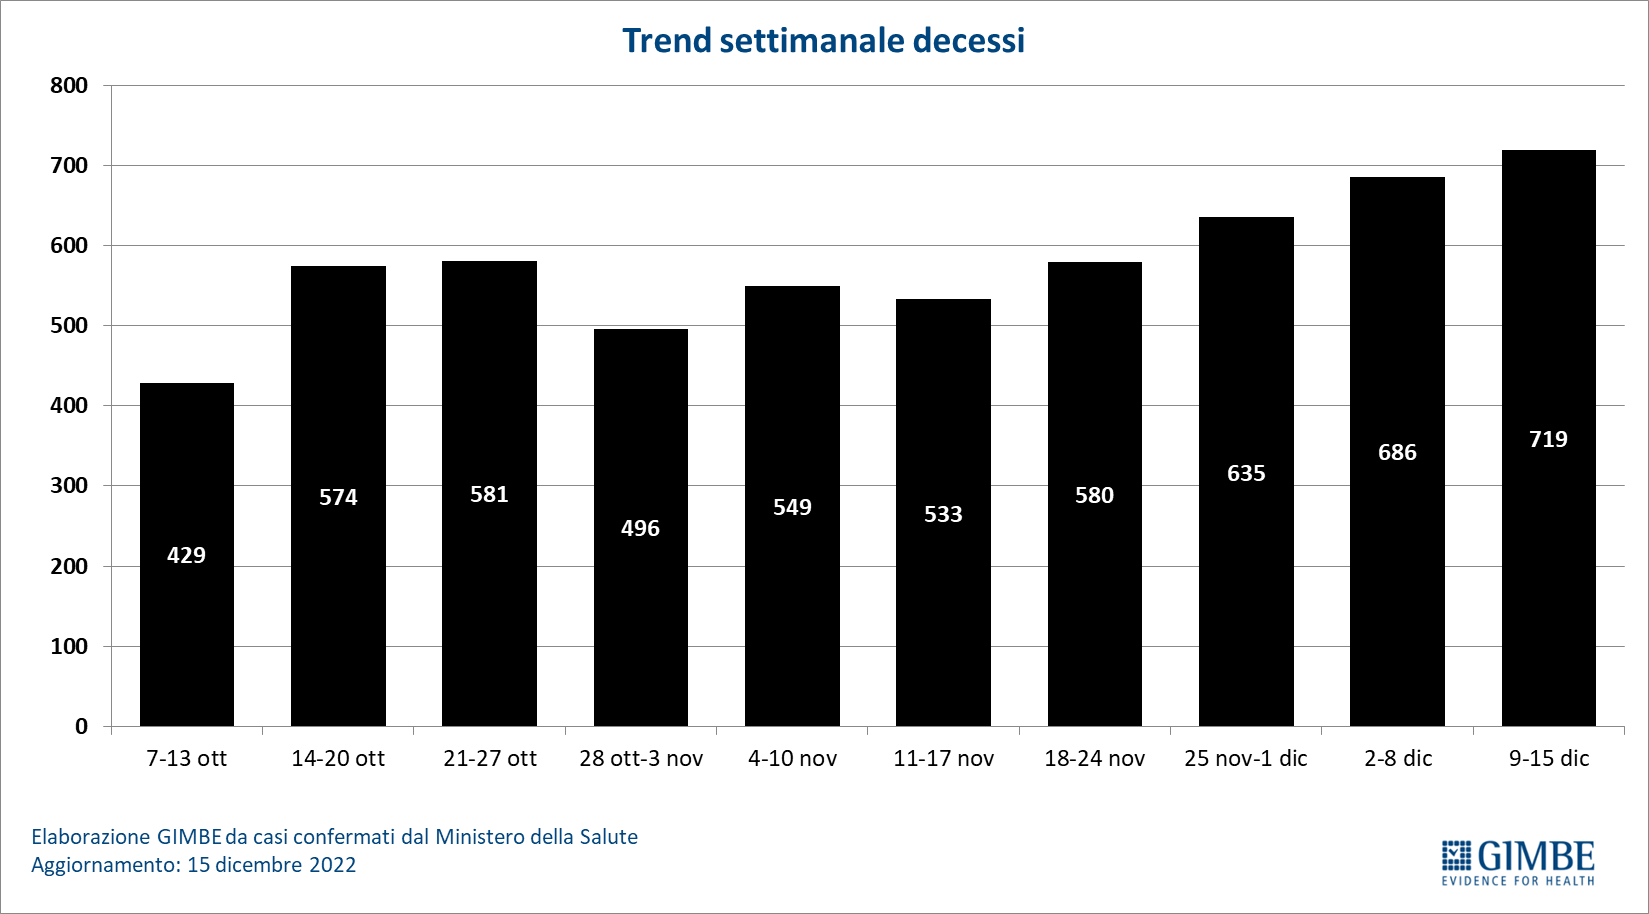 Trend settimanale decessi
800
700
600
500
400
300
200
100
0
429
574
581
496
549
533
580
635
686
719
7-13 ott
14-20 ott
21-27 ott
28 ott-3 nov
4-10 nov
11-17 nov
18-24 nov
25 nov-1 dic
2-8 dic
9-15 dic
Elaborazione GIMBE da casi confermati dal Ministero della Salute
Aggiornamento: 15 dicembre 2022
GIMBE
EVIDENCE FOR HEALTH